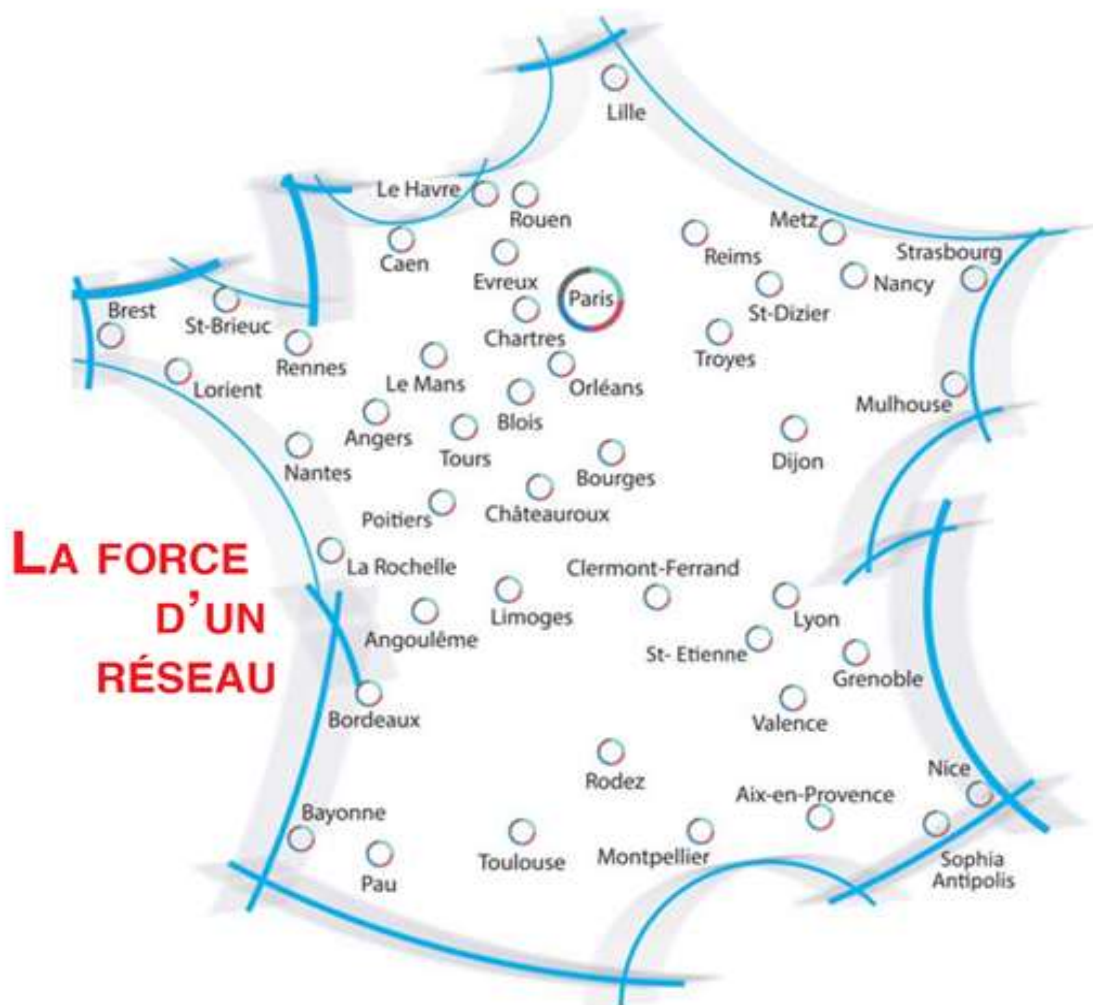 Lille
Le Havre
Rouen
Metz
Strasbourg
Caen
Reims
Evreux
Nancy
Paris
St-Dizier
Brest
St-Brieuc
Chartres
Troyes
Rennes
Le Mans
Orléans
Lorient
Blois
Mulhouse
Angers
Tours
Dijon
Nantes
Bourges
Poitiers
Châteauroux
LA FORCE
D'UN
RÉSEAU
La Rochelle
Clermont-Ferrand
Limoges
Lyon
Angoulême
St- Etienne
Grenoble
Bordeaux
Valence
Rodez
Nice
Aix-en-Provence
Bayonne
Toulouse
Montpellier
Pau
Sophia
Antipolis